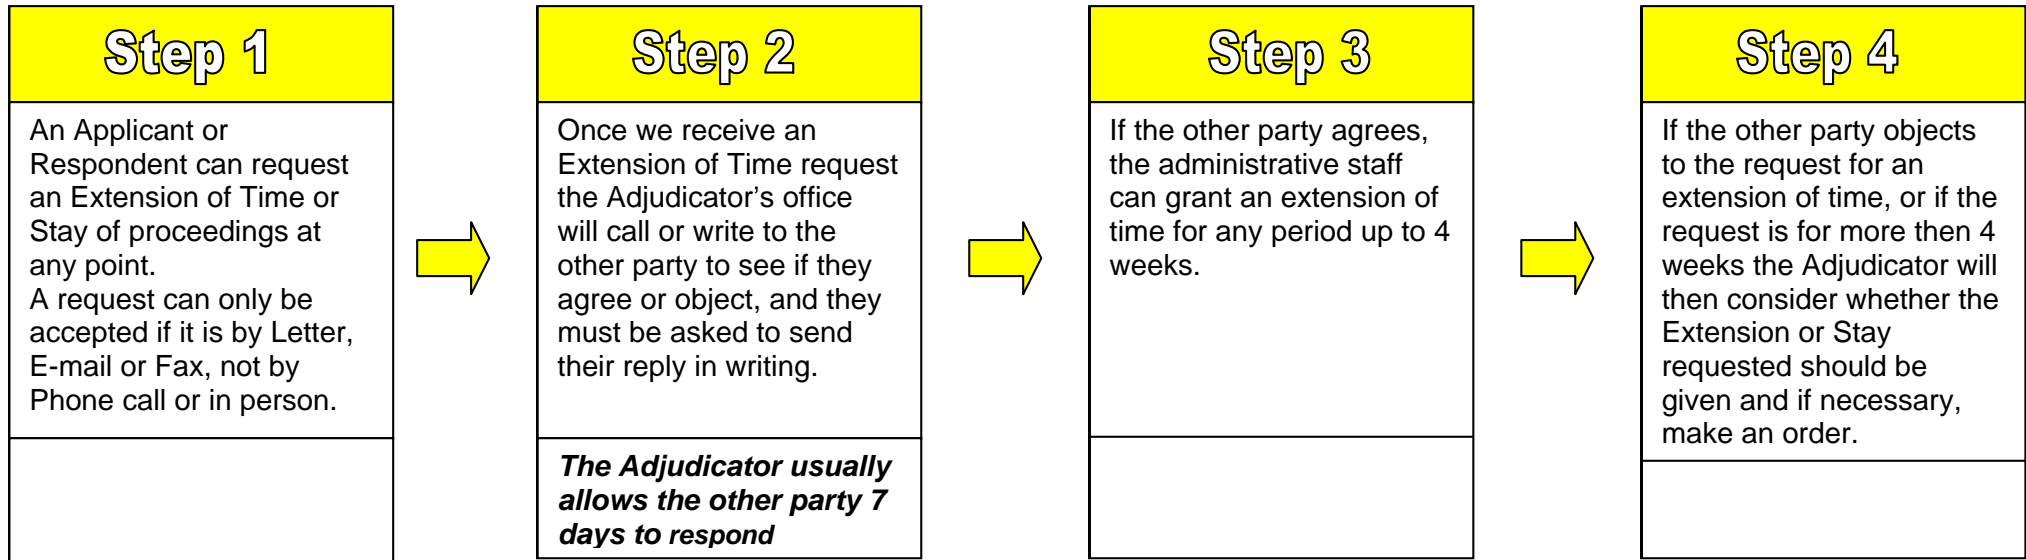 Step 1
An Applicant or
Respondent can request
an Extension of Time or
Stay of proceedings at
any point.
A request can only be
accepted if it is by Letter,
E-mail or Fax, not by
Phone call or in person.
Step 2
Once we receive an
Extension of Time request
the Adjudicator’s office
will call or write to the
other party to see if they
agree or object, and they
must be asked to send
their reply in writing.
The Adjudicator usually
allows the other party 7
days to respond
Step 3
If the other party agrees,
the administrative staff
can grant an extension of
time for any period up to 4
weeks.
Step 4
If the other party objects
to the request for an
extension of time, or if the
request is for more then 4
weeks the Adjudicator will
then consider whether the
Extension or Stay
requested should be
given and if necessary,
make an order.